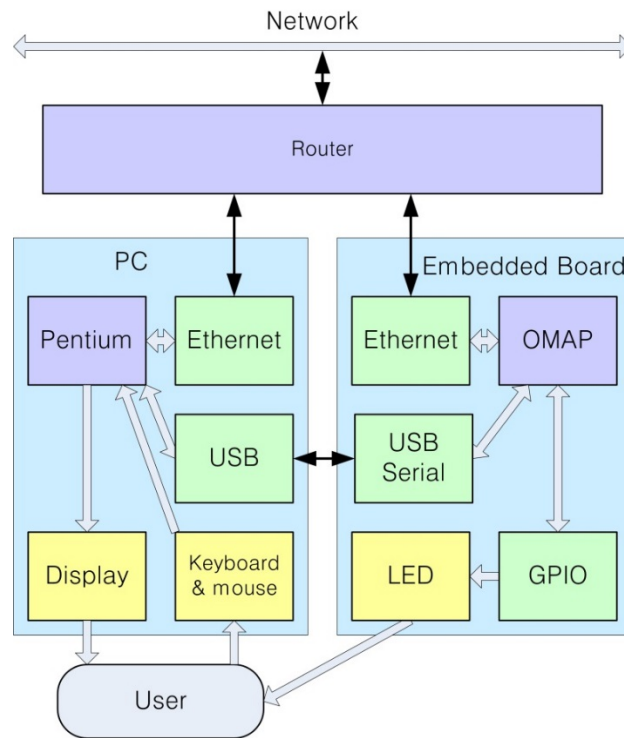 Network
Router
PC
Pentium
Ethernet
USB
Display
Keyboard
& mouse
Embedded Board
Ethernet
OMAP
USB
Serial
LED
GPIO
User